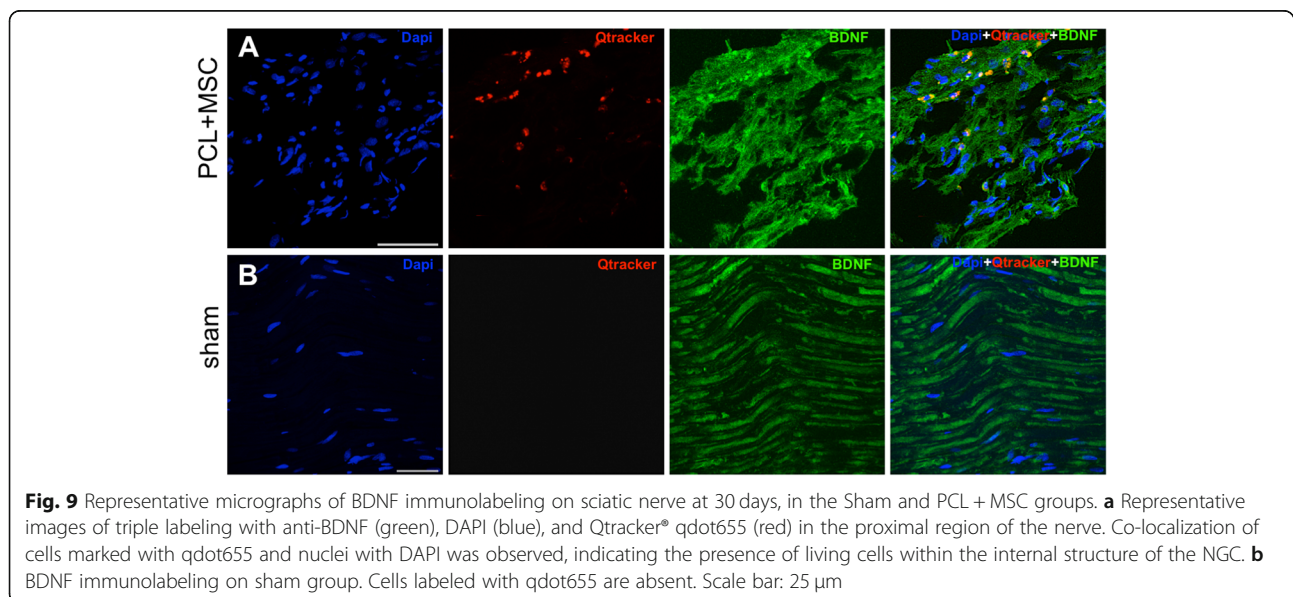 A
Dapi
Qtracker
BDNF
Dapi+Qtracker+BDNF
PCL+MSC
B
Dapi
Qtracker
BDNF
Dapi+Qtracker+BDNF
sham
Fig. 9 Representative micrographs of BDNF immunolabeling on sciatic nerve at 30 days, in the Sham and PCL + MSC groups. a Representative
images of triple labeling with anti-BDNF (green), DAPI (blue), and Qtracker® qdot655 (red) in the proximal region of the nerve. Co-localization of
cells marked with qdot655 and nuclei with DAPI was observed, indicating the presence of living cells within the internal structure of the NGC. b
BDNF immunolabeling on sham group. Cells labeled with qdot655 are absent. Scale bar: 25 μm